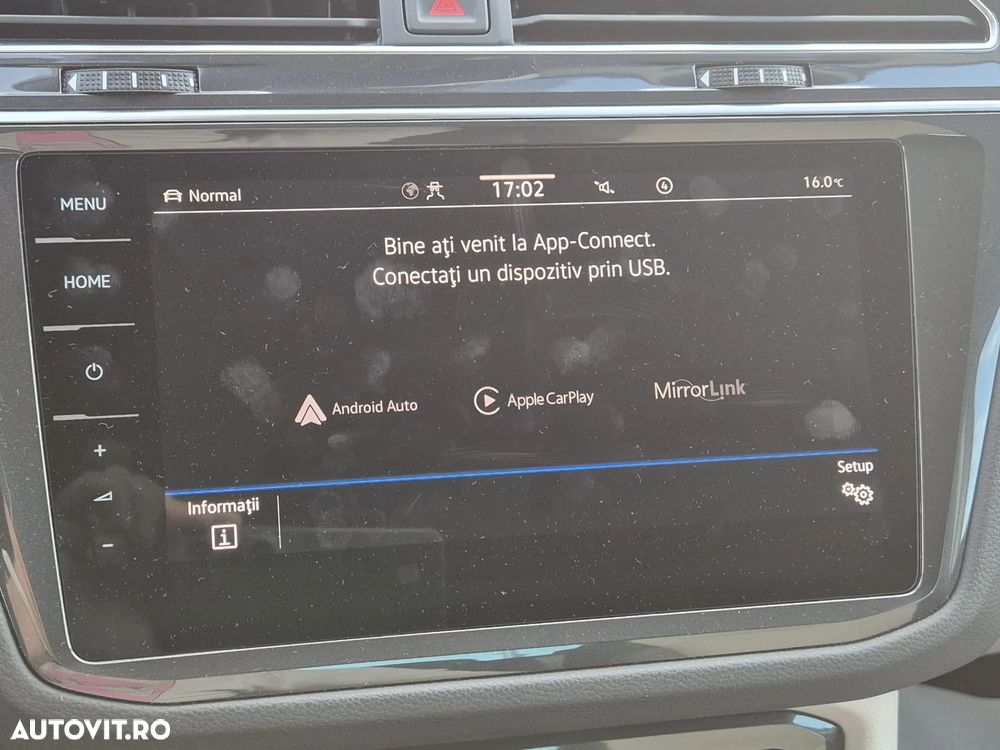 MENU
Normal
17:02
4
16.0°C
HOME
Bine aţi venit la App-Connect.
Conectaţi un dispozitiv prin USB.
Android Auto
Apple CarPlay
MirrorLink
Setup
Informaţii
i
+
-
AUTOVIT.RO